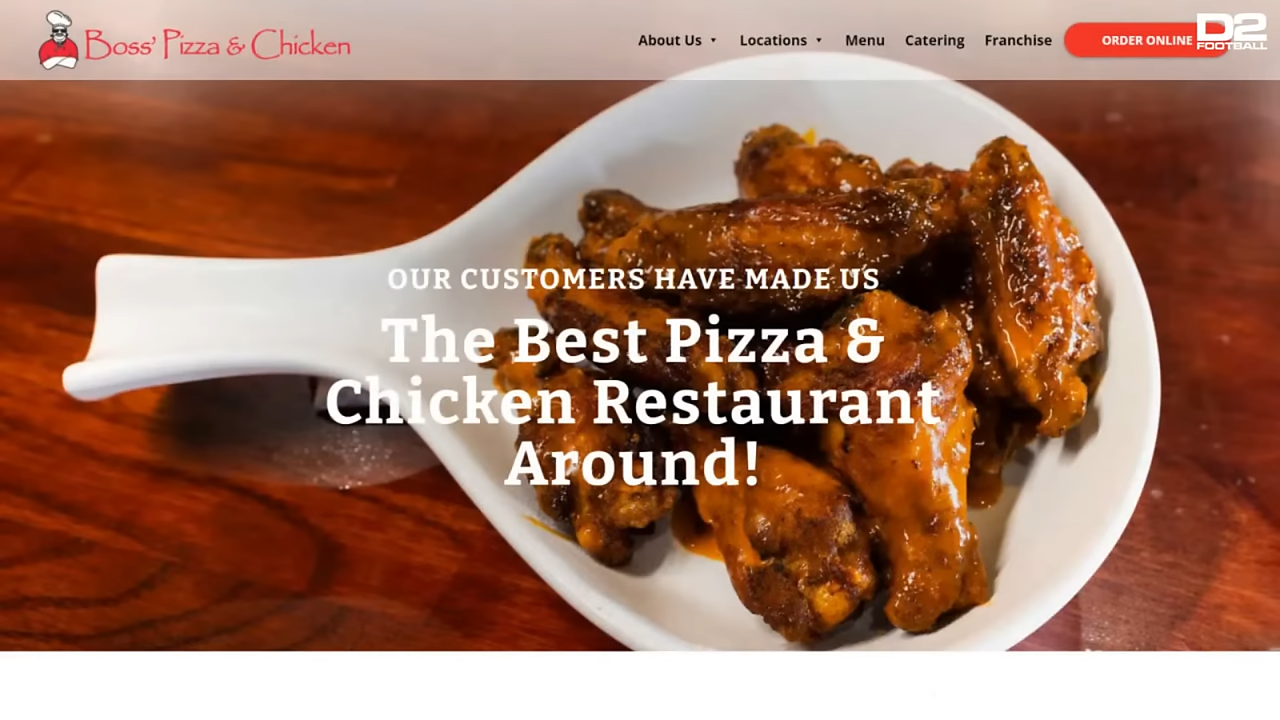 Boss' Pizza & Chicken
About Us
Locations
Menu
Catering
Franchise
ORDER ONLINE
D2
FOOTBALL
OUR CUSTOMERS HAVE MADE US
The Best Pizza &
Chicken Restaurant
Around!